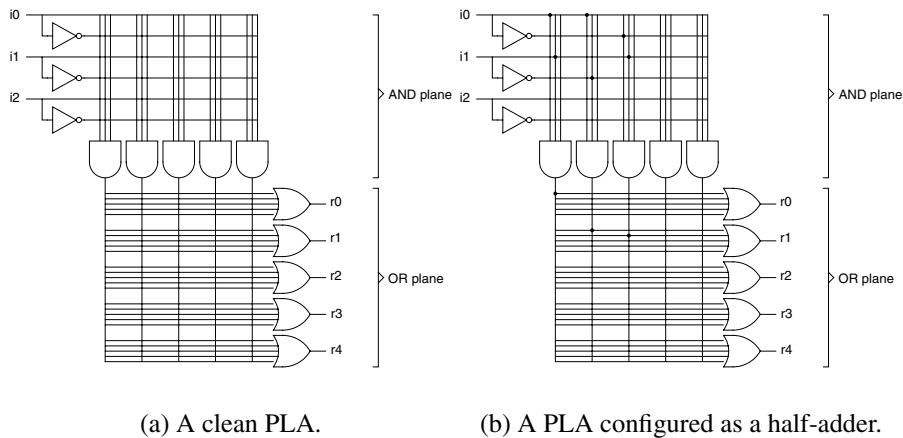 i0
i1
i2
AND plane
r0
r1
r2
r3
r4
OR plane
(a) A clean PLA.
i0
i1
i2
AND plane
r0
r1
r2
r3
r4
OR plane
(b) A PLA configured as a half-adder.